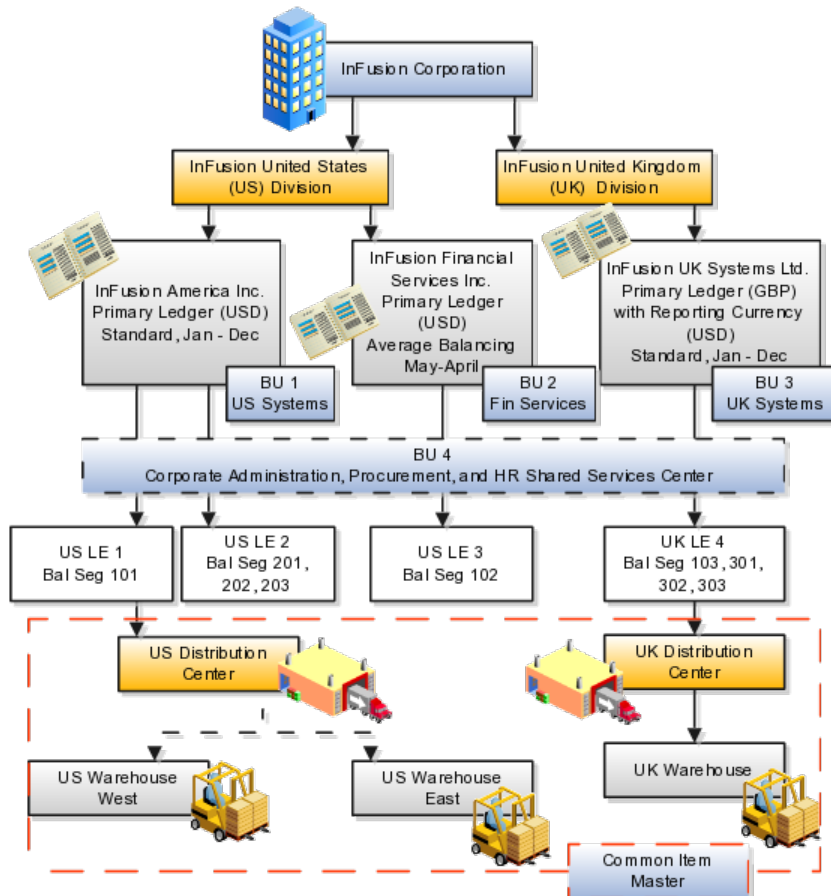 InFusion Corporation
InFusion United States
(US) Division
InFusion United Kingdom
(UK) Division
InFusion America Inc.
Primary Ledger (USD)
Standard, Jan - Dec
InFusion Financial
Services Inc.
Primary Ledger
(USD)
Average Balancing
May-April
InFusion UK Systems Ltd.
Primary Ledger (GBP)
with Reporting Currency
(USD)
Standard, Jan - Dec
BU 1
US Systems
BU 2
Fin Services
BU 3
UK Systems
BU 4
Corporate Administration, Procurement, and HR Shared Services Center
US LE 1
Bal Seg 101
US LE 2
Bal Seg 201,
202, 203
US LE 3
Bal Seg 102
UK LE 4
Bal Seg 103, 301,
302, 303
US Distribution
Center
UK Distribution
Center
US Warehouse
West
US Warehouse
East
UK Warehouse
Common Item
Master